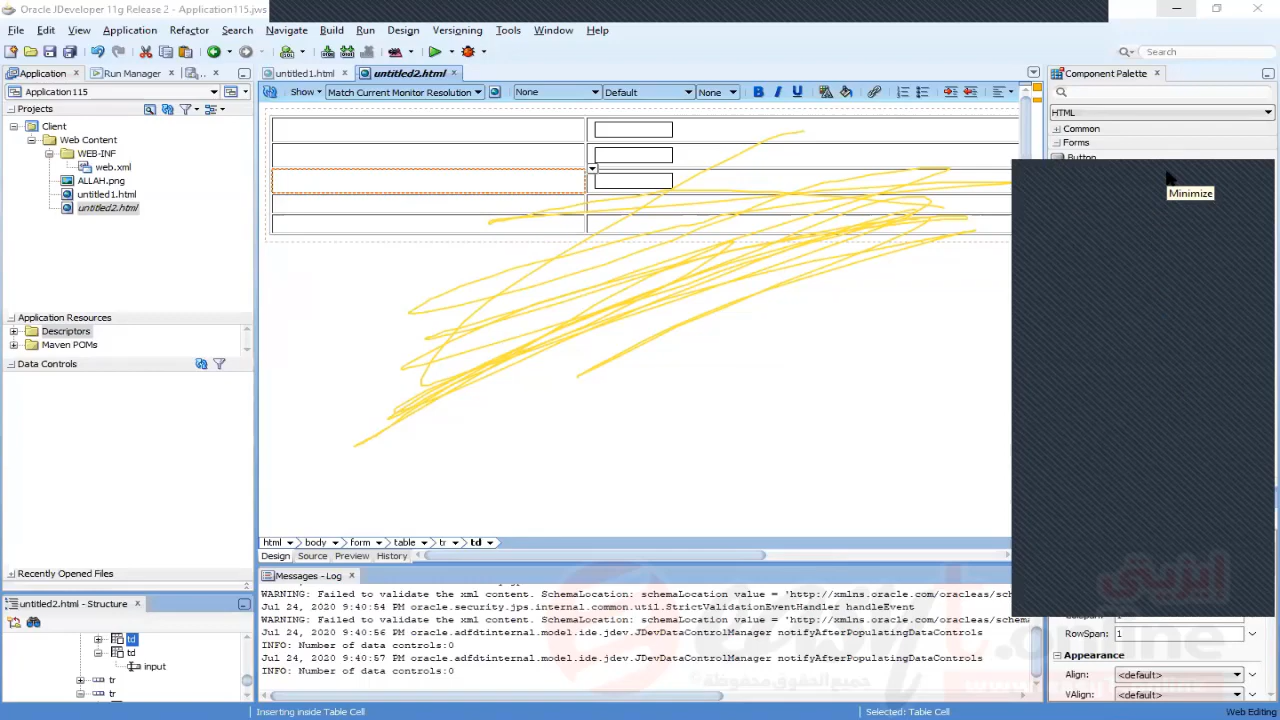 Oracle JDeveloper 11g Release 2 - Application115.jws
File Edit View Application Refactor Search Navigate Build Run Design Versioning Tools Window Help
Search
Application Run Manager
untitled1.html untitled2.html
Component Palette
Application115
Show Match Current Monitor Resolution None Default None B I U
Projects
HTML
Client
Common
Web Content
Forms
WEB-INF
Button
web.xml
ALLAH.png
untitled1.html
untitled2.html
Minimize
Application Resources
Descriptors
Maven POMs
Data Controls
html body form table tr td
Design Source Preview History
Recently Opened Files
Messages - Log
WARNING: Failed to validate the xml content. SchemaLocation: schemaLocation value = 'http://xmlns.oracle.com/oracleas/schem
Jul 24, 2020 9:40:54 PM oracle.security.jps.internal.common.util.StrictValidationEventHandler handleEvent
WARNING: Failed to validate the xml content. SchemaLocation: schemaLocation value = 'http://xmlns.oracle.com/oracleas/schema
Jul 24, 2020 9:40:56 PM oracle.adfdtinternal.model.ide.jdev.JDevDataControlManager notifyAfterPopulatingDataControls
INFO: Number of data controls:0
Jul 24, 2020 9:40:57 PM oracle.adfdtinternal.model.ide.jdev.JDevDataControlManager notifyAfterPopulatingDataControls
INFO: Number of data controls:0
untitled2.html - Structure
td
td
input
tr
tr
RowSpan: 1
Appearance
Align: <default>
VAlign: <default>
جميع الحقوق محفوظة
Inserting inside Table Cell
Selected: Table Cell
Web Editing